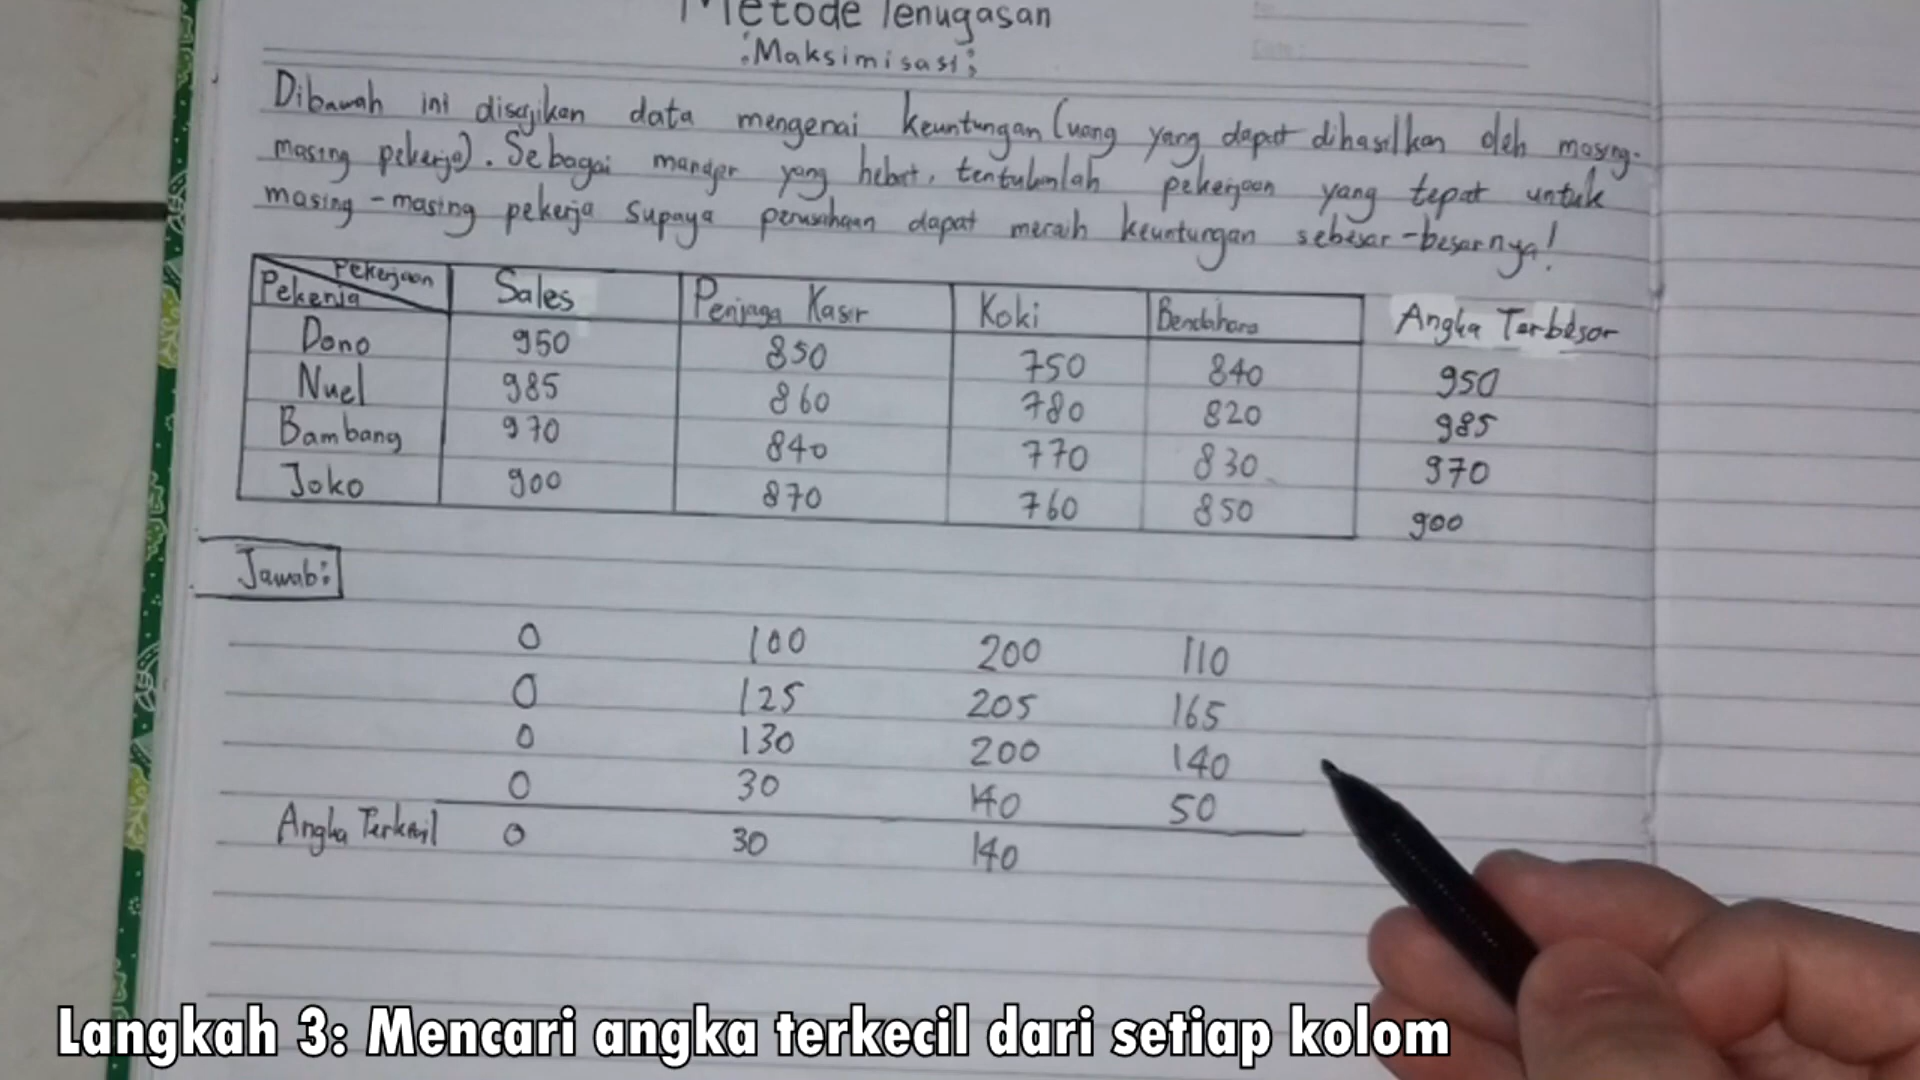 Metode Penugasan
: Maksimisasi :
Dibawah ini disajikan data mengenai keuntungan (uang yang dapat dihasilkan oleh masing-
masing pekerja). Sebagai manajer yang hebat, tentukanlah pekerjaan yang tepat untuk
masing-masing pekerja supaya perusahaan dapat meraih keuntungan sebesar-besarnya!
Pekerjaan
Pekerja Sales Penjaga Kasir Koki Bendahara Angka Terbesar
Dono 950 850 750 840 950
Nuel 985 860 780 820 985
Bambang 970 840 770 830 970
Joko 900 870 760 850 900
Jawab:
0 100 200 110
0 125 205 165
0 130 200 140
0 30 140 50
Angka Terkecil 0 30 140
Langkah 3: Mencari angka terkecil dari setiap kolom